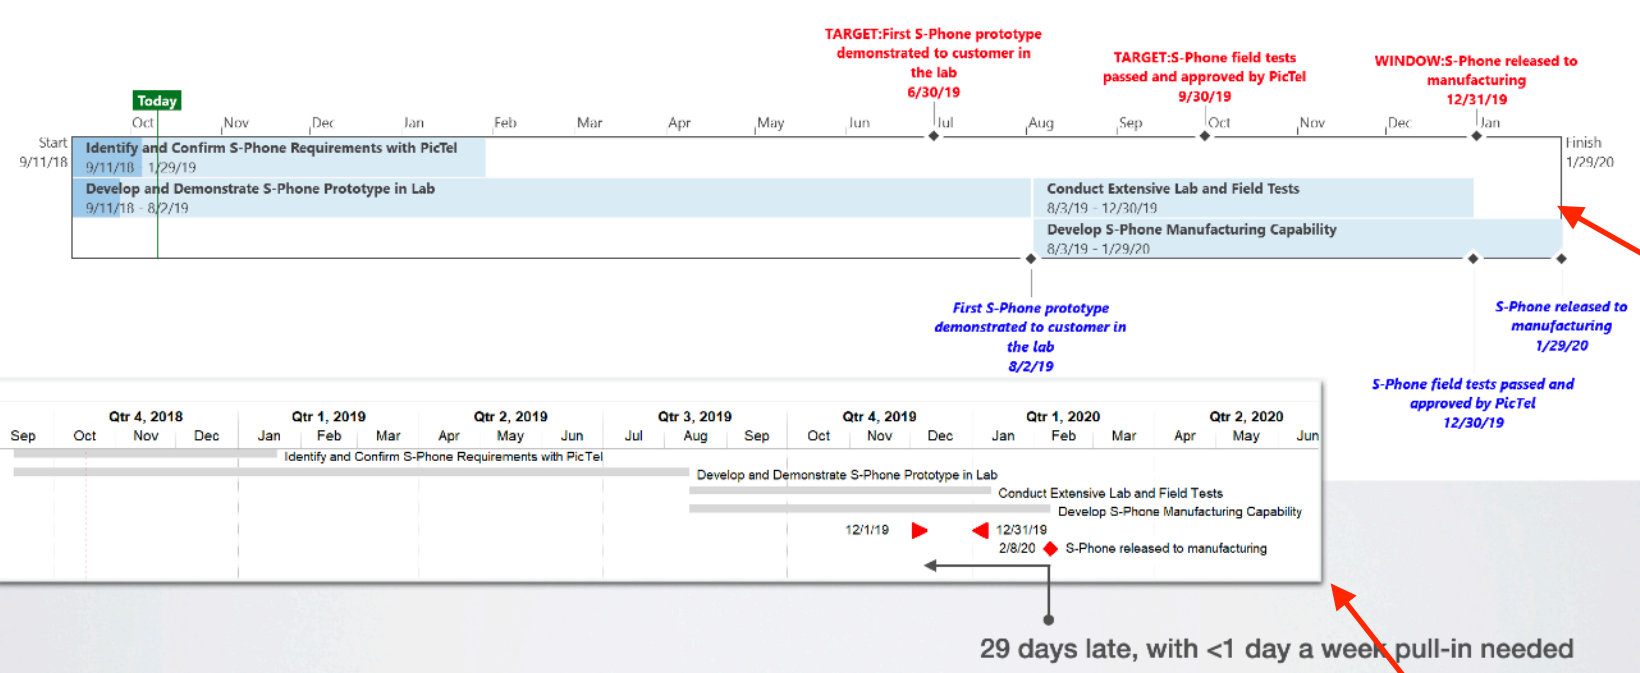 TARGET:First S-Phone prototype
demonstrated to customer in
the lab
6/30/19
TARGET:S-Phone field tests
passed and approved by PicTel
9/30/19
WINDOW:S-Phone released to
manufacturing
12/31/19
Today
Oct Nov Dec Jan Feb Mar Apr May Jun Jul Aug Sep Oct Nov Dec Jan
Start
9/11/18
Finish
1/29/20
Identify and Confirm S-Phone Requirements with PicTel
9/11/18 1/29/19
Develop and Demonstrate S-Phone Prototype in Lab
9/11/18 - 8/2/19
Conduct Extensive Lab and Field Tests
8/3/19 - 12/30/19
Develop S-Phone Manufacturing Capability
8/3/19 - 1/29/20
First S-Phone prototype
demonstrated to customer in
the lab
8/2/19
S-Phone released to
manufacturing
1/29/20
S-Phone field tests passed and
approved by PicTel
12/30/19
Qtr 4, 2018 Qtr 1, 2019 Qtr 2, 2019 Qtr 3, 2019 Qtr 4, 2019 Qtr 1, 2020 Qtr 2, 2020
Sep Oct Nov Dec Jan Feb Mar Apr May Jun Jul Aug Sep Oct Nov Dec Jan Feb Mar Apr May Jun
Identify and Confirm S-Phone Requirements with PicTel
Develop and Demonstrate S-Phone Prototype in Lab
Conduct Extensive Lab and Field Tests
Develop S-Phone Manufacturing Capability
12/1/19 12/31/19
2/8/20 S-Phone released to manufacturing
29 days late, with <1 day a week pull-in needed